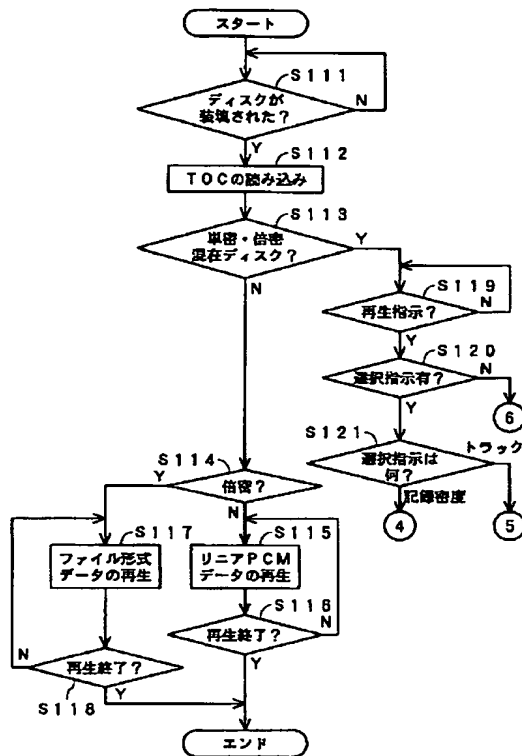 スタート
S111
ディスクが
装填された?
N
Y
S112
TOCの読み込み
S113
単密・倍密
混在ディスク?
Y
N
S119
再生指示?
N
Y
S120
選択指示有?
N
Y
6
S121
選択指示は
何?
トラック
記録密度
4
5
S114
倍密?
Y
N
S117
ファイル形式
データの再生
S115
リニアPCM
データの再生
S116
再生終了?
N
Y
再生終了?
N
Y
S118
エンド